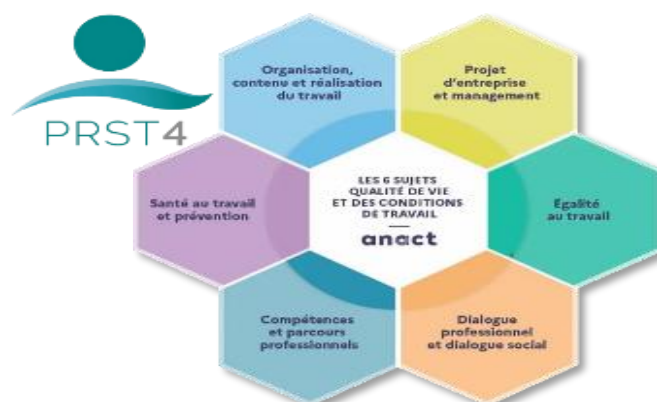 PRST4
Organisation,
contenu et réalisation
du travail
Projet
d'entreprise
et management
Santé au travail
et prévention
LES 6 SUJETS
QUALITÉ DE VIE
ET DES CONDITIONS
DE TRAVAIL
anact
Égalité
au travail
Compétences
et parcours
professionnels
Dialogue
professionnel
et dialogue social